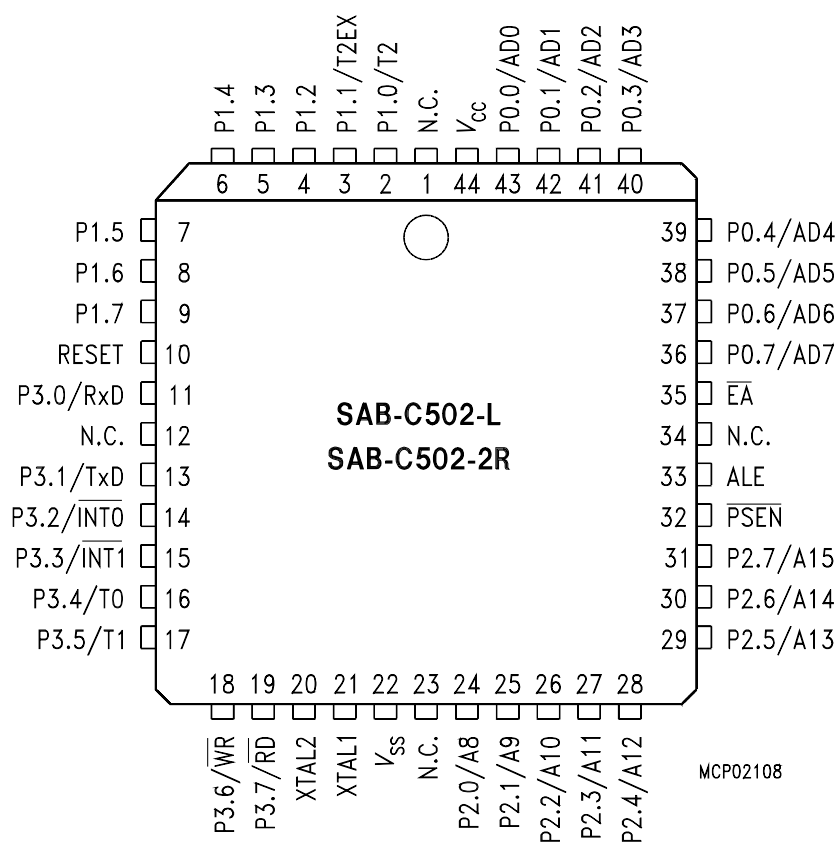 P1.4
P1.3
P1.2
P1.1/T2EX
P1.0/T2
N.C.
VCC
P0.0/AD0
P0.1/AD1
P0.2/AD2
P0.3/AD3
6 5 4 3 2 1 44 43 42 41 40
P1.5 7
P1.6 8
P1.7 9
RESET 10
P3.0/RxD 11
N.C. 12
P3.1/TxD 13
P3.2/I̅N̅T̅0̅ 14
P3.3/I̅N̅T̅1̅ 15
P3.4/T0 16
P3.5/T1 17
SAB-C502-L
SAB-C502-2R
39 P0.4/AD4
38 P0.5/AD5
37 P0.6/AD6
36 P0.7/AD7
35 E̅A̅
34 N.C.
33 ALE
32 P̅S̅E̅N̅
31 P2.7/A15
30 P2.6/A14
29 P2.5/A13
18 19 20 21 22 23 24 25 26 27 28
P3.6/W̅R̅
P3.7/R̅D̅
XTAL2
XTAL1
VSS
N.C.
P2.0/A8
P2.1/A9
P2.2/A10
P2.3/A11
P2.4/A12
MCP02108